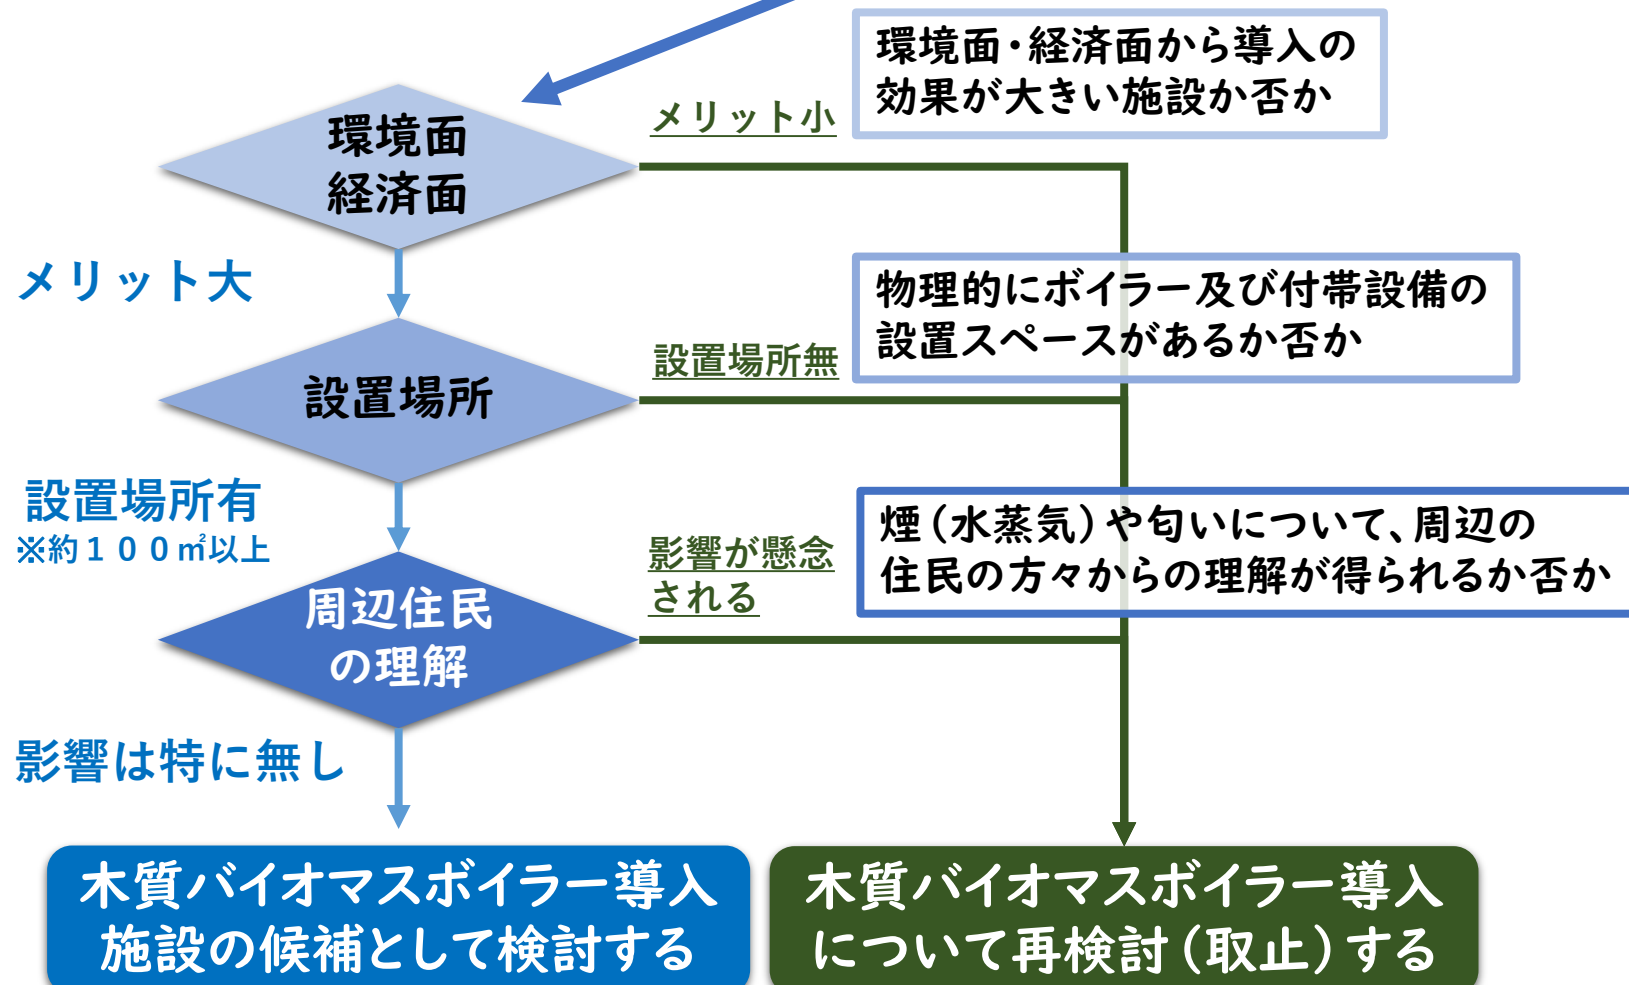 環境面・経済面から導入の
効果が大きい施設か否か
メリット小
環境面
経済面
メリット大
物理的にボイラー及び付帯設備の
設置スペースがあるか否か
設置場所無
設置場所
設置場所有
※約１００㎡以上
煙（水蒸気）や匂いについて、周辺の
住民の方々からの理解が得られるか否か
影響が懸念
される
周辺住民
の理解
影響は特に無し
木質バイオマスボイラー導入
施設の候補として検討する
木質バイオマスボイラー導入
について再検討（取止）する